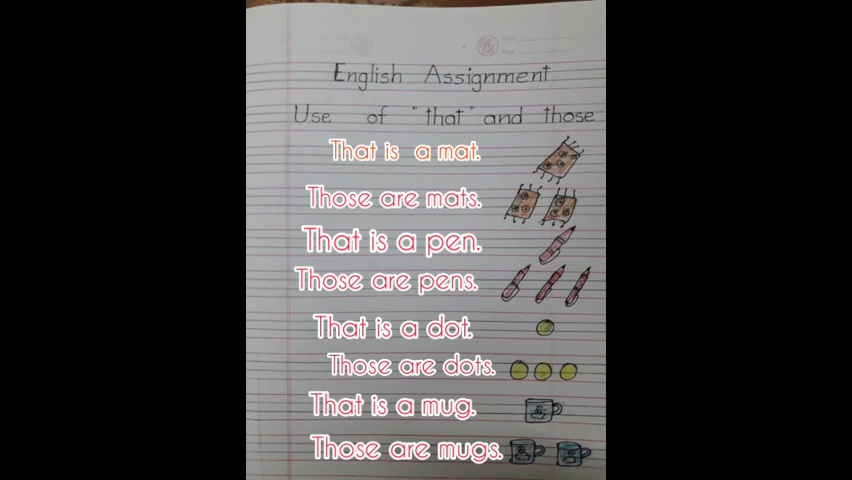 English Assignment
Use of "that" and those
That is a mat.
Those are mats.
That is a pen.
Those are pens.
That is a dot.
Those are dots.
That is a mug.
Those are mugs.